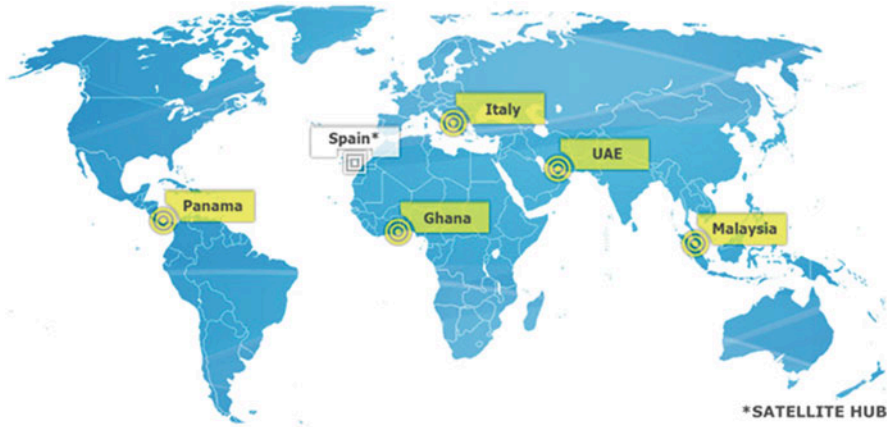 Italy
Spain*
UAE
Panama
Ghana
Malaysia
*SATELLITE HUB